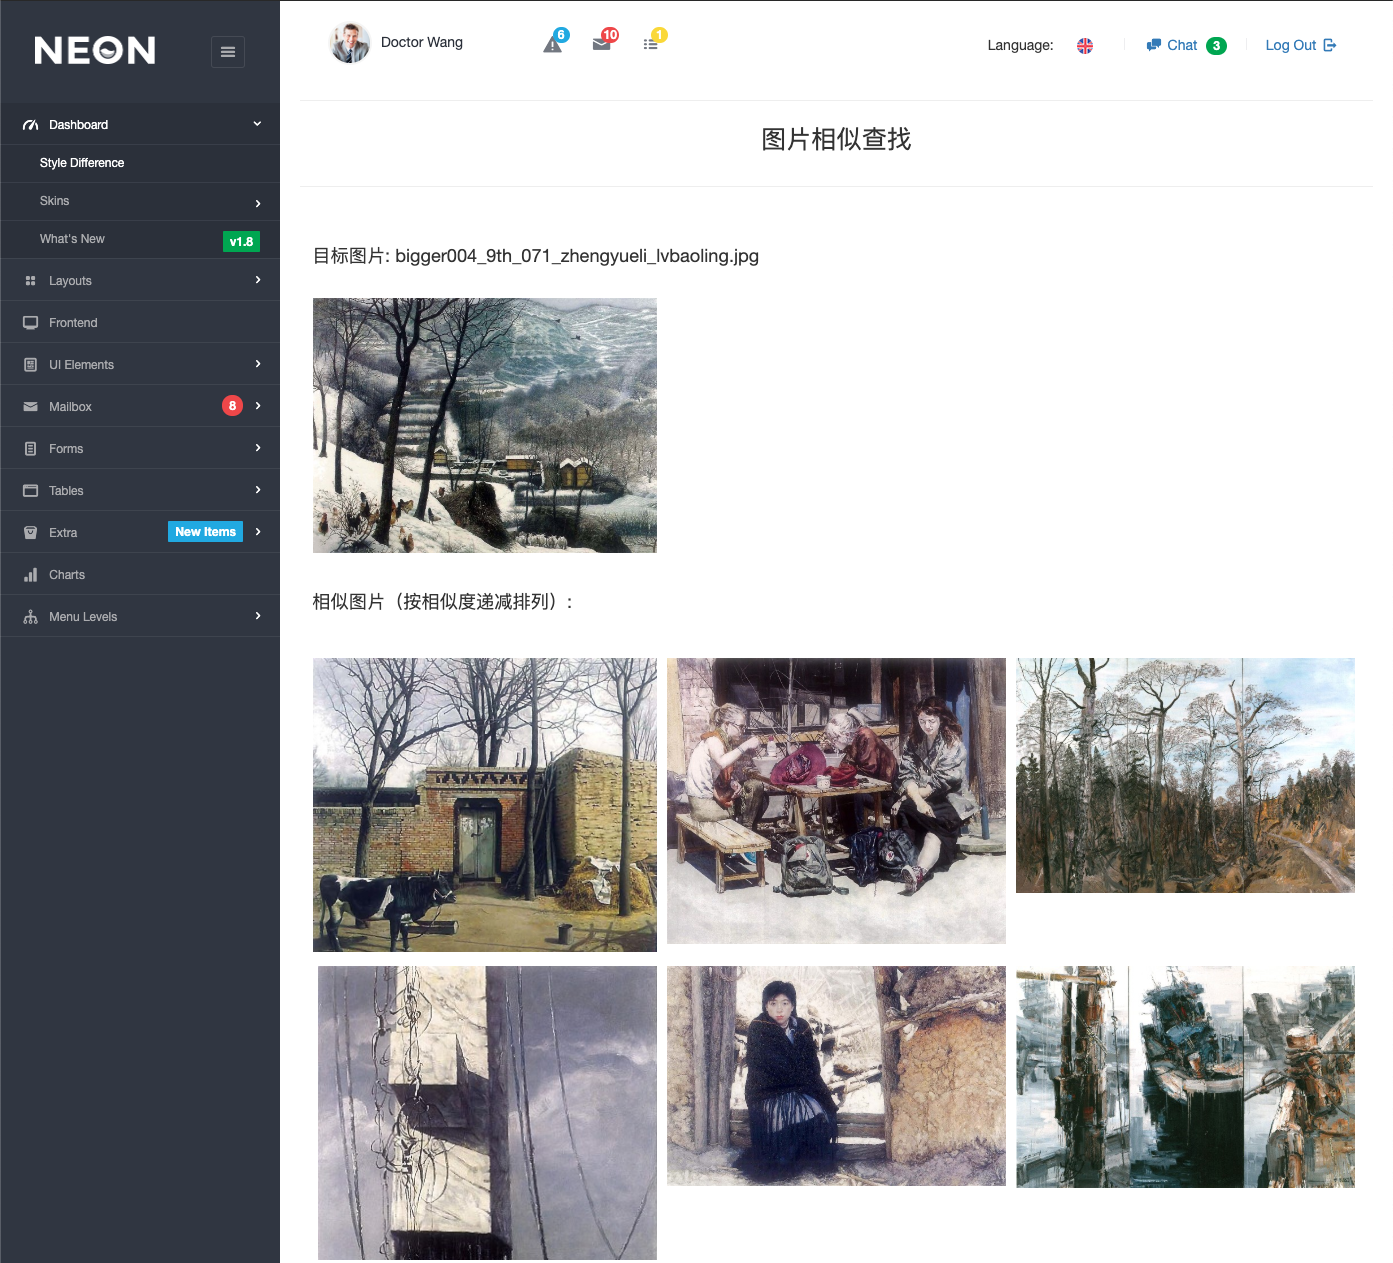 NEON
Dashboard
Style Difference
Skins
What's New
v1.8
Layouts
Frontend
UI Elements
Mailbox
8
Forms
Tables
Extra
New Items
Charts
Menu Levels
Doctor Wang
6
10
1
Language:
Chat
3
Log Out
图片相似查找
目标图片: bigger004_9th_071_zhengyueli_lvbaoling.jpg
相似图片（按相似度递减排列）: